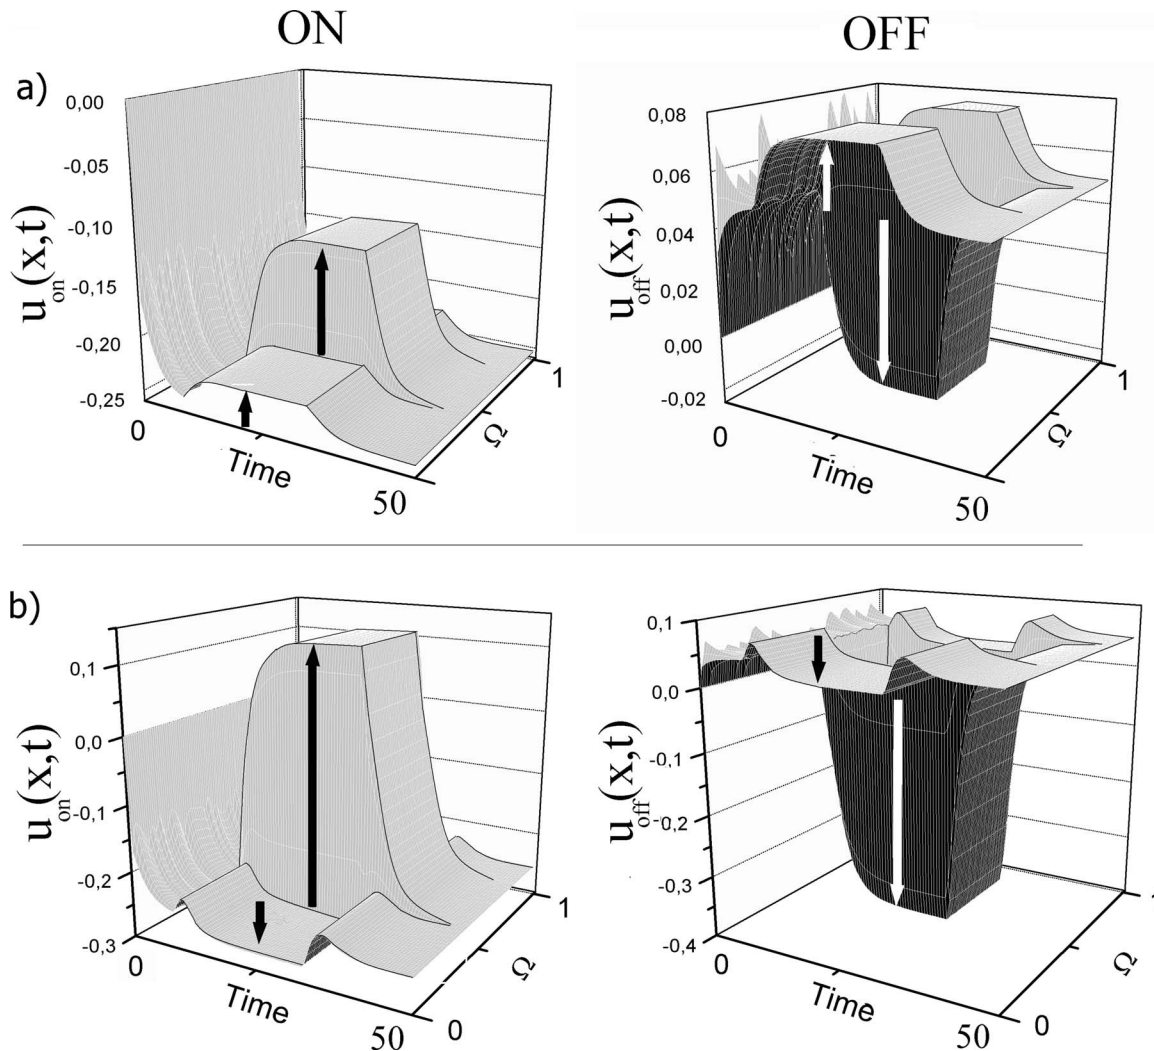 ON
OFF
a)
0,00
-0,05
-0,10
-0,15
-0,20
-0,25
u_on(x,t)
0
Time
50
Ω
1
0,08
0,06
0,04
0,02
0,00
-0,02
u_off(x,t)
0
Time
50
Ω
1
b)
0,1
0,0
-0,1
-0,2
-0,3
u_on(x,t)
0
Time
50
0
Ω
1
0,1
0,0
-0,1
-0,2
-0,3
-0,4
u_off(x,t)
0
Time
50
0
Ω
1